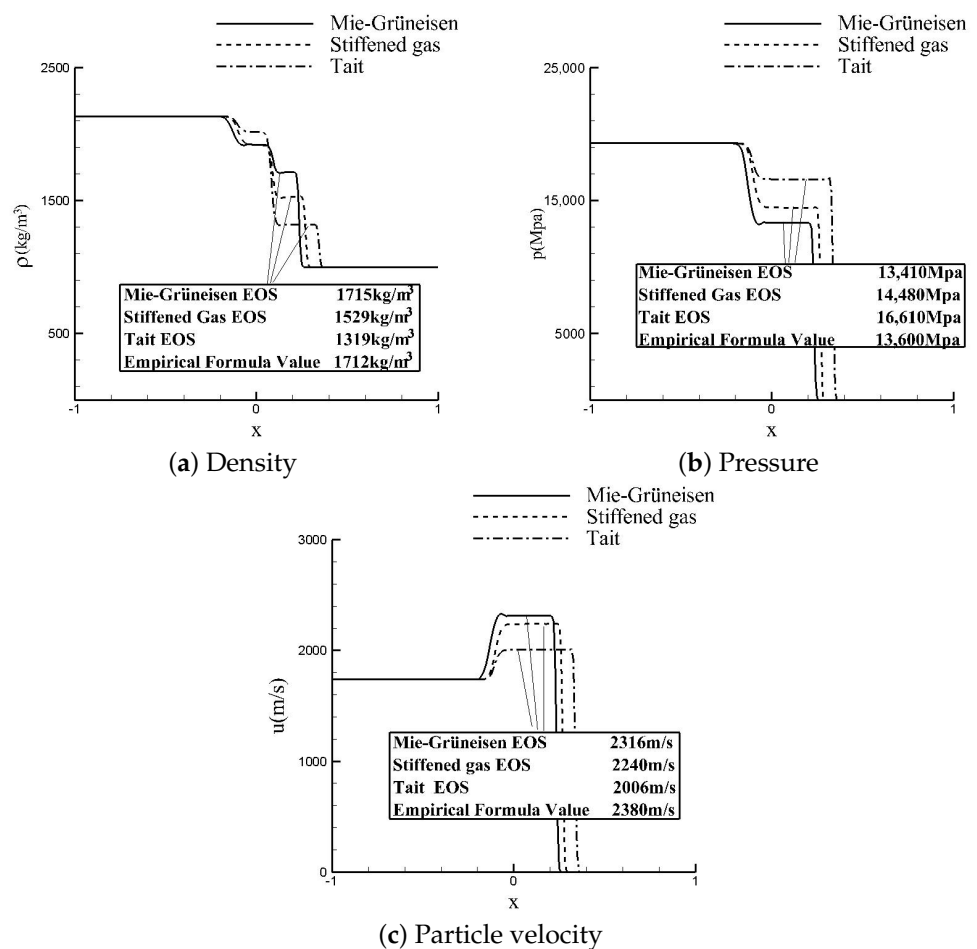 Mie-Grüneisen
Stiffened gas
Tait
2500
1500
500
ρ(kg/m³)
-1 0 1
x
Mie-Grüneisen EOS 1715kg/m³
Stiffened Gas EOS 1529kg/m³
Tait EOS 1319kg/m³
Empirical Formula Value 1712kg/m³
(a) Density
Mie-Grüneisen
Stiffened gas
Tait
25,000
15,000
5000
p(Mpa)
-1 0 1
x
Mie-Grüneisen EOS 13,410Mpa
Stiffened Gas EOS 14,480Mpa
Tait EOS 16,610Mpa
Empirical Formula Value 13,600Mpa
(b) Pressure
Mie-Grüneisen
Stiffened gas
Tait
3000
2000
1000
0
u(m/s)
-1 0 1
x
Mie-Grüneisen EOS 2316m/s
Stiffened gas EOS 2240m/s
Tait EOS 2006m/s
Empirical Formula Value 2380m/s
(c) Particle velocity